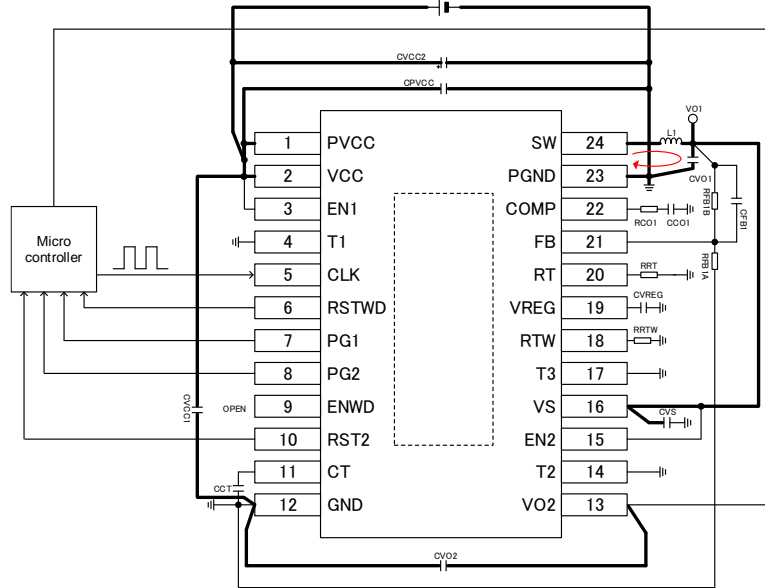 CVCC2
+
CPVCC
VO1
1 PVCC SW 24 L1
2 VCC PGND 23 CVO1
3 EN1 COMP 22 RCO1 CCO1 RFB1B CFB1
Micro
controller
4 T1 FB 21
5 CLK RT 20 RRT RFB1A
6 RSTWD VREG 19 CVREG
7 PG1 RTW 18 RRTW
8 PG2 T3 17
CVCC1 OPEN 9 ENWD VS 16 CVS
10 RST2 EN2 15
11 CT T2 14
CCT
12 GND VO2 13
CVO2